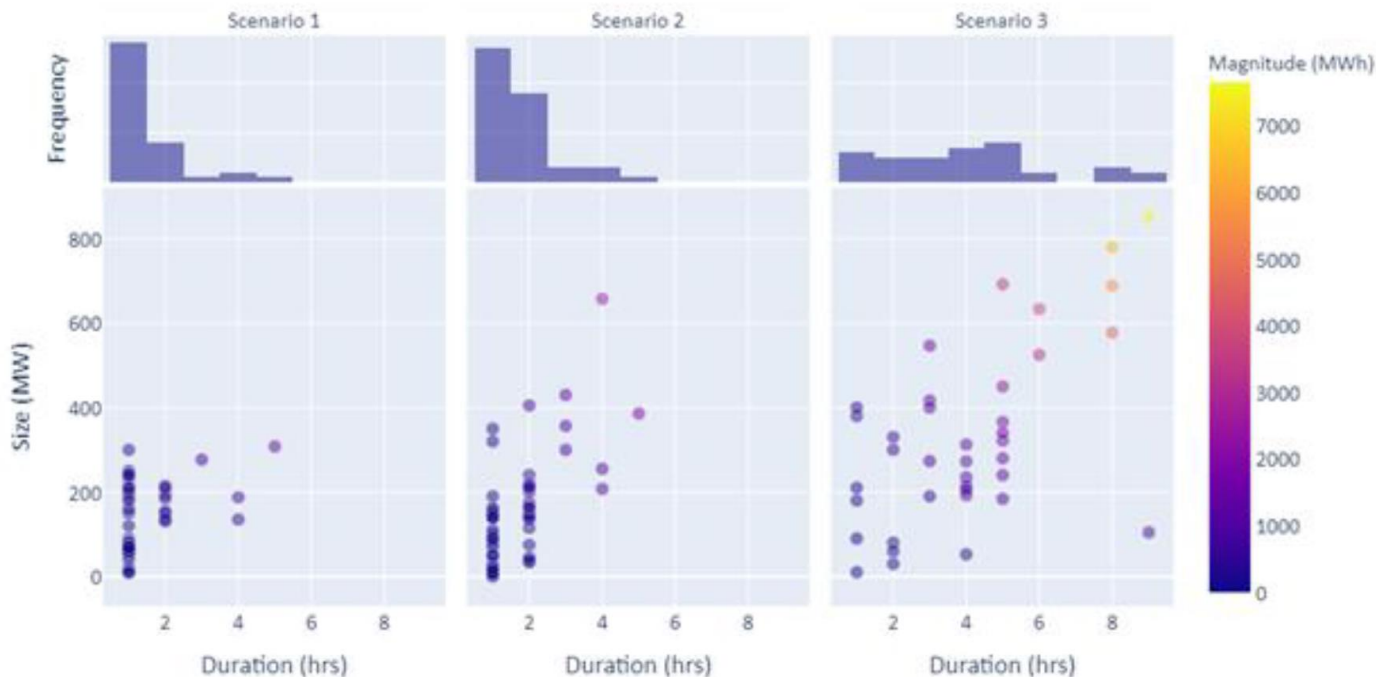 Scenario 1 Scenario 2 Scenario 3
Frequency
Magnitude (MWh)
7000
6000
5000
4000
3000
2000
1000
0
Size (MW)
800
600
400
200
0
2 4 6 8 2 4 6 8 2 4 6 8
Duration (hrs) Duration (hrs) Duration (hrs)